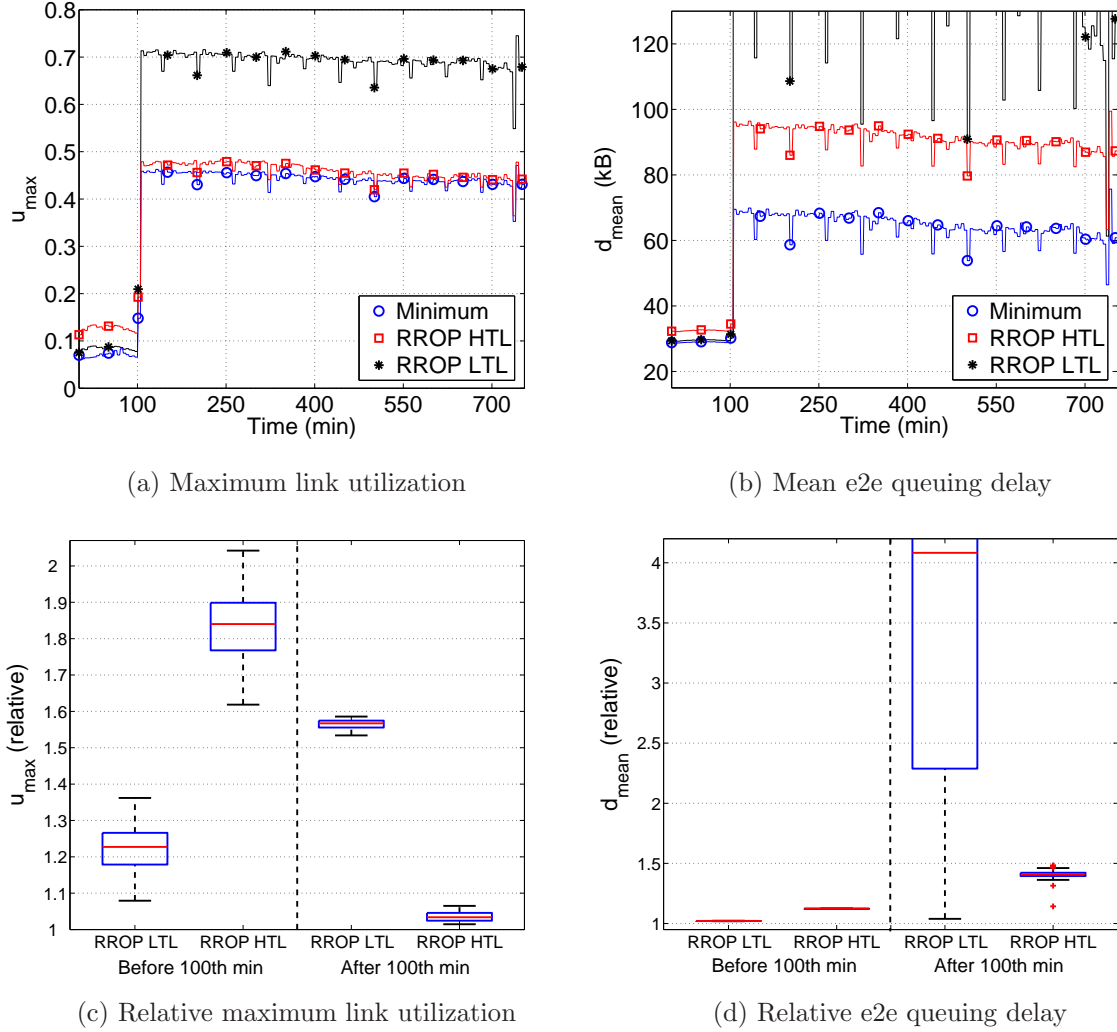 0.8
0.7
0.6
0.5
0.4
0.3
0.2
0.1
0
u_max
100 250 400 550 700
Time (min)
Minimum
RROP HTL
RROP LTL
(a) Maximum link utilization
120
100
80
60
40
20
d_mean (kB)
100 250 400 550 700
Time (min)
Minimum
RROP HTL
RROP LTL
(b) Mean e2e queuing delay
2
1.9
1.8
1.7
1.6
1.5
1.4
1.3
1.2
1.1
1
u_max (relative)
RROP LTL RROP HTL RROP LTL RROP HTL
Before 100th min After 100th min
(c) Relative maximum link utilization
4
3.5
3
2.5
2
1.5
1
d_mean (relative)
RROP LTL RROP HTL RROP LTL RROP HTL
Before 100th min After 100th min
(d) Relative e2e queuing delay